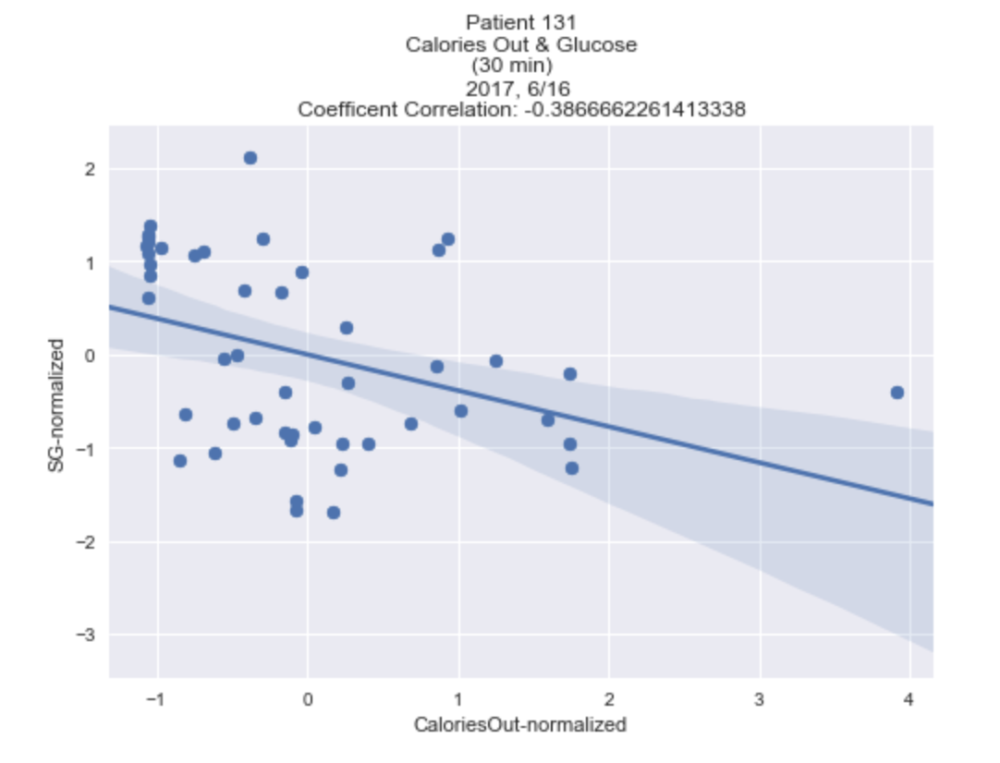 Patient 131
Calories Out & Glucose
(30 min)
2017, 6/16
Coefficent Correlation: -0.3866662261413338
2
1
0
−1
−2
−3
SG-normalized
−1 0 1 2 3 4
CaloriesOut-normalized